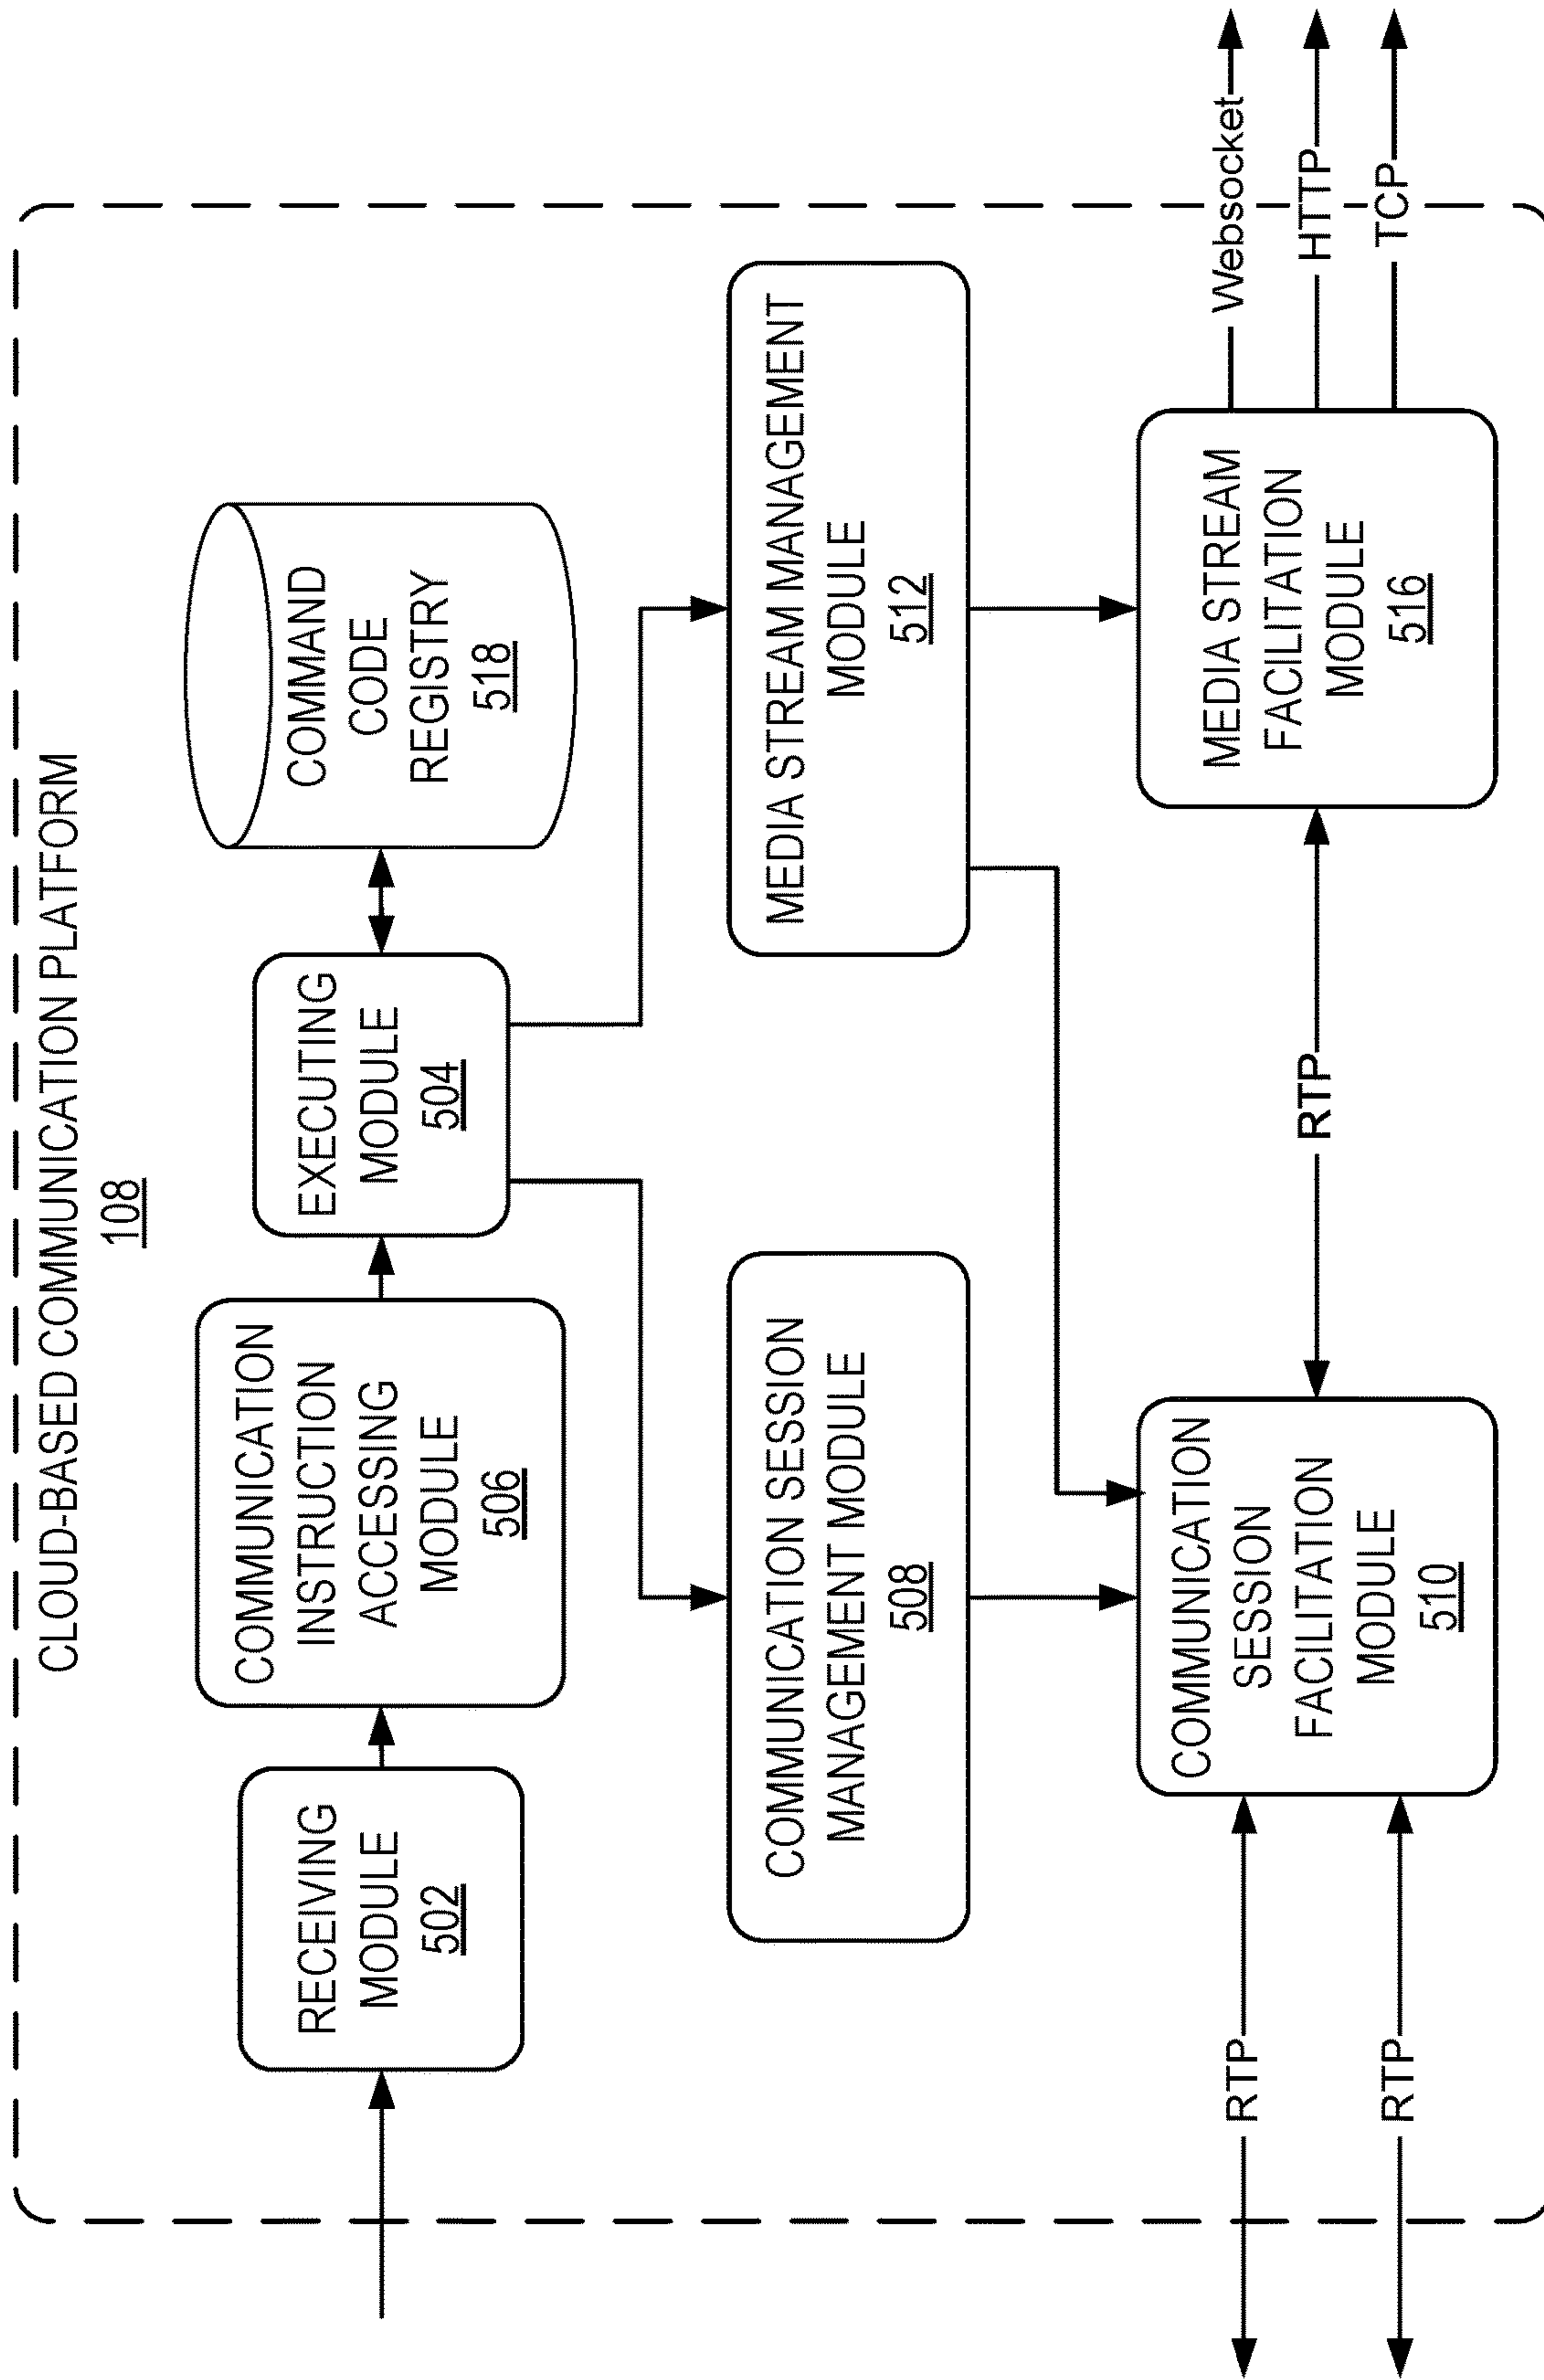 CLOUD-BASED COMMUNICATION PLATFORM
108
RECEIVING
MODULE
502
COMMUNICATION
INSTRUCTION
ACCESSING
MODULE
506
EXECUTING
MODULE
504
COMMAND
CODE
REGISTRY
518
COMMUNICATION SESSION
MANAGEMENT MODULE
508
MEDIA STREAM MANAGEMENT
MODULE
512
RTP
RTP
COMMUNICATION
SESSION
FACILITATION
MODULE
510
RTP
MEDIA STREAM
FACILITATION
MODULE
516
Websocket
HTTP
TCP